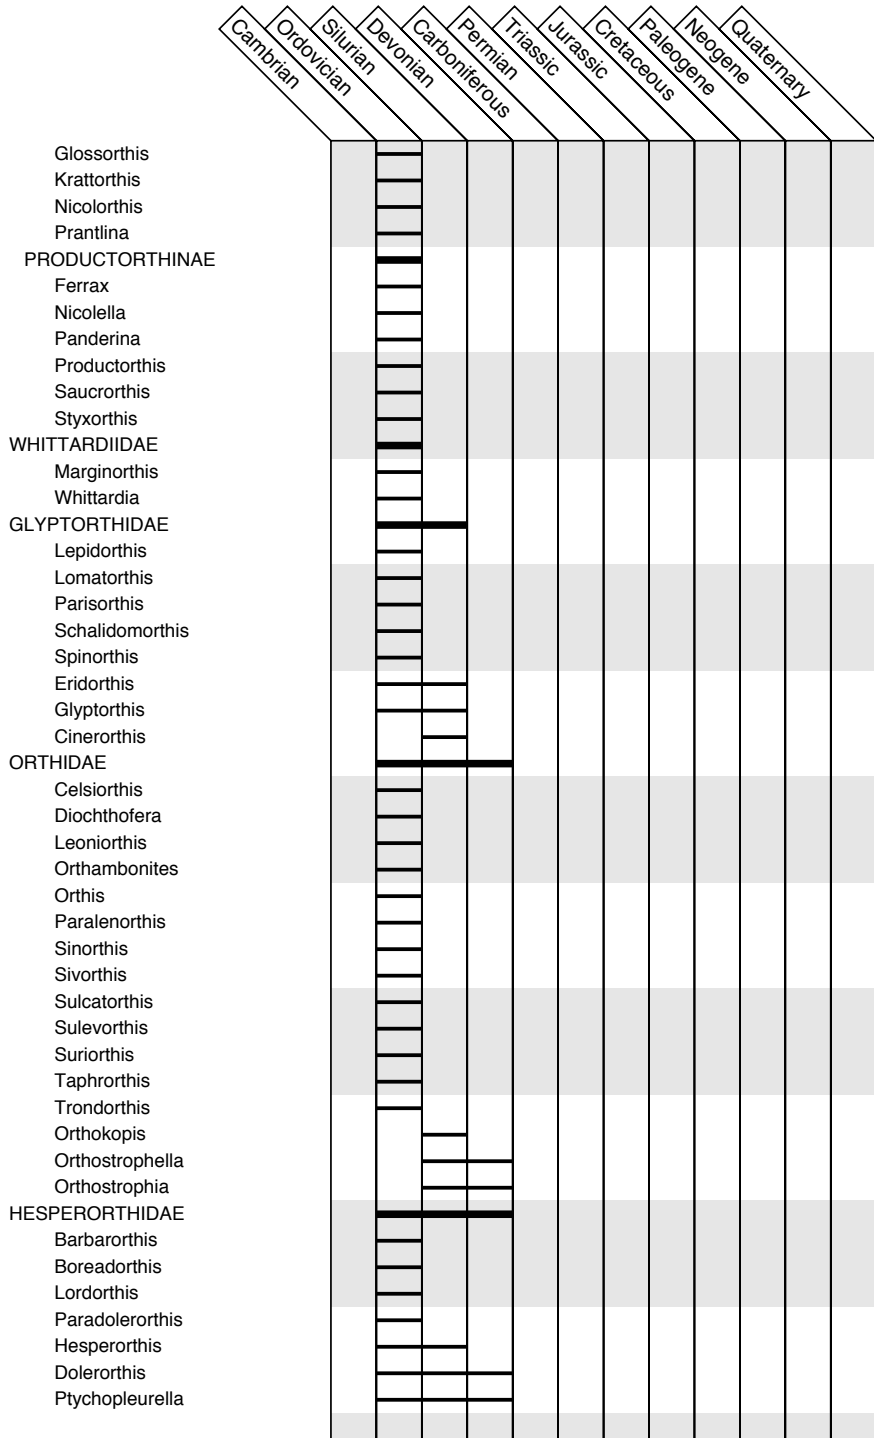 Cambrian
Ordovician
Silurian
Devonian
Carboniferous
Permian
Triassic
Jurassic
Cretaceous
Paleogene
Neogene
Quaternary
Glossorthis
Krattorthis
Nicolorthis
Prantlina
PRODUCTORTHINAE
Ferrax
Nicolella
Panderina
Productorthis
Saucrorthis
Styxorthis
WHITTARDIIDAE
Marginorthis
Whittardia
GLYPTORTHIDAE
Lepidorthis
Lomatorthis
Parisorthis
Schalidomorthis
Spinorthis
Eridorthis
Glyptorthis
Cinerorthis
ORTHIDAE
Celsiorthis
Diochthofera
Leoniorthis
Orthambonites
Orthis
Paralenorthis
Sinorthis
Sivorthis
Sulcatorthis
Sulevorthis
Suriorthis
Taphrorthis
Trondorthis
Orthokopis
Orthostrophella
Orthostrophia
HESPERORTHIDAE
Barbarorthis
Boreadorthis
Lordorthis
Paradolerorthis
Hesperorthis
Dolerorthis
Ptychopleurella